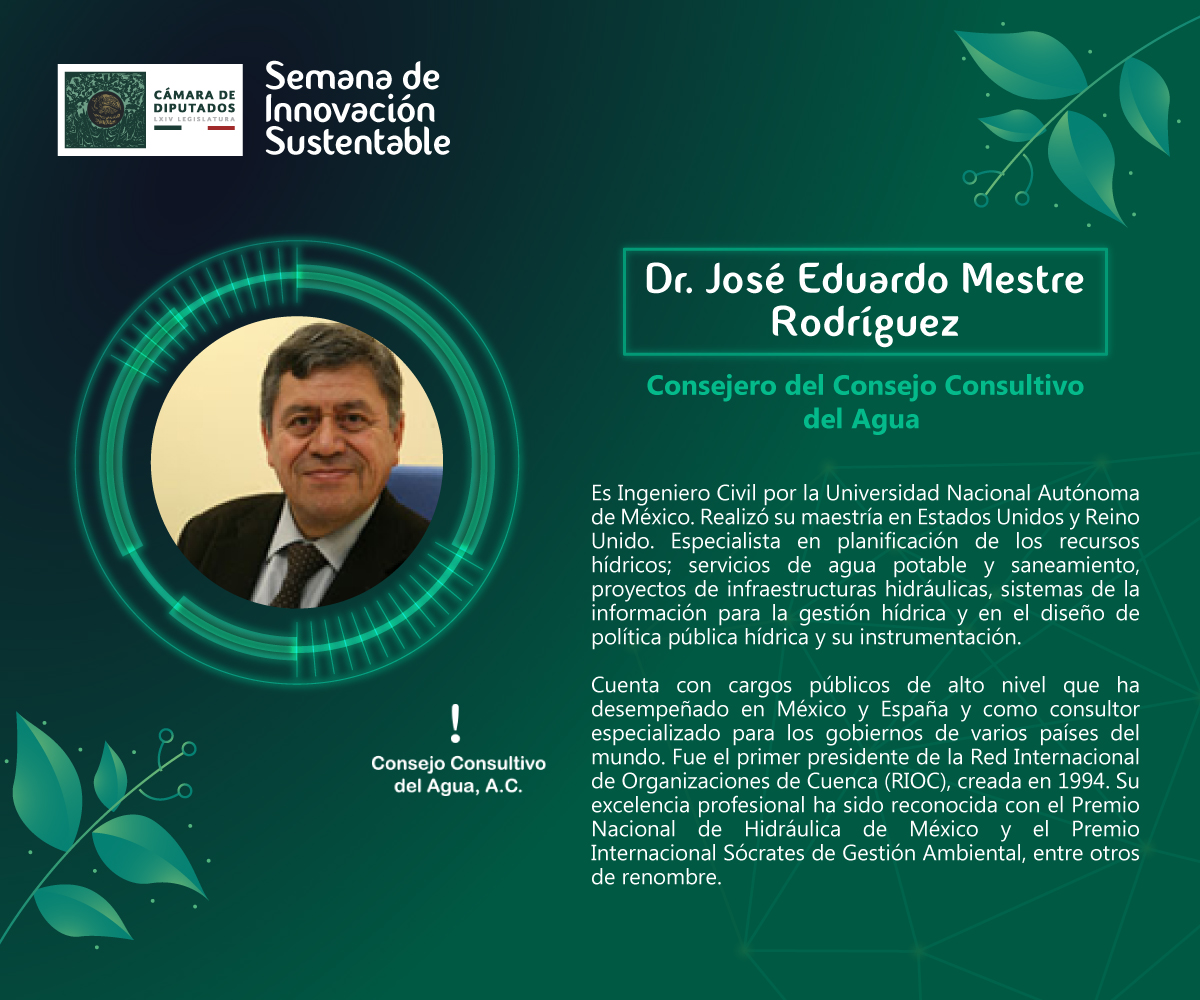 CÁMARA DE
DIPUTADOS
LXIV LEGISLATURA
Semana de
Innovación
Sustentable
Dr. José Eduardo Mestre
Rodríguez
Consejero del Consejo Consultivo
del Agua
Es Ingeniero Civil por la Universidad Nacional Autónoma
de México. Realizó su maestría en Estados Unidos y Reino
Unido. Especialista en planificación de los recursos
hídricos; servicios de agua potable y saneamiento,
proyectos de infraestructuras hidráulicas, sistemas de la
información para la gestión hídrica y en el diseño de
política pública hídrica y su instrumentación.
Cuenta con cargos públicos de alto nivel que ha
desempeñado en México y España y como consultor
especializado para los gobiernos de varios países del
mundo. Fue el primer presidente de la Red Internacional
de Organizaciones de Cuenca (RIOC), creada en 1994. Su
excelencia profesional ha sido reconocida con el Premio
Nacional de Hidráulica de México y el Premio
Internacional Sócrates de Gestión Ambiental, entre otros
de renombre.
!
Consejo Consultivo
del Agua, A.C.